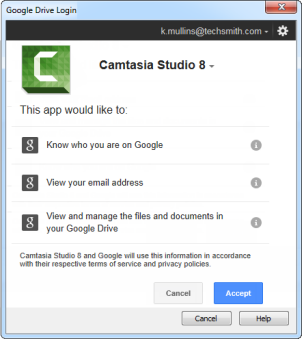 Google Drive Login
k.mullins@techsmith.com
Camtasia Studio 8
This app would like to:
Know who you are on Google
View your email address
View and manage the files and documents in
your Google Drive
Camtasia Studio 8 and Google will use this information in accordance
with their respective terms of service and privacy policies.
Cancel Accept
Cancel Help